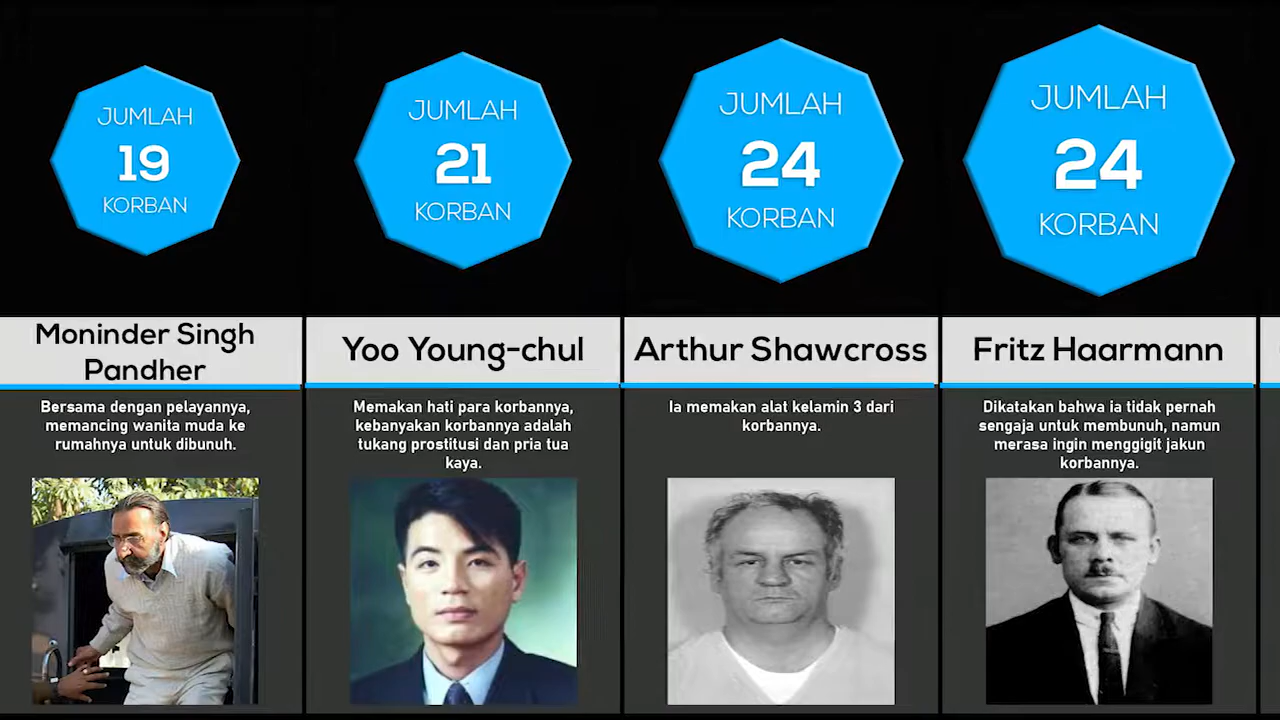 JUMLAH
19
KORBAN
JUMLAH
21
KORBAN
JUMLAH
24
KORBAN
JUMLAH
24
KORBAN
Moninder Singh
Pandher
Yoo Young-chul
Arthur Shawcross
Fritz Haarmann
Bersama dengan pelayannya,
memancing wanita muda ke
rumahnya untuk dibunuh.
Memakan hati para korbannya,
kebanyakan korbannya adalah
tukang prostitusi dan pria tua
kaya.
Ia memakan alat kelamin 3 dari
korbannya.
Dikatakan bahwa ia tidak pernah
sengaja untuk membunuh, namun
merasa ingin menggigit jakun
korbannya.